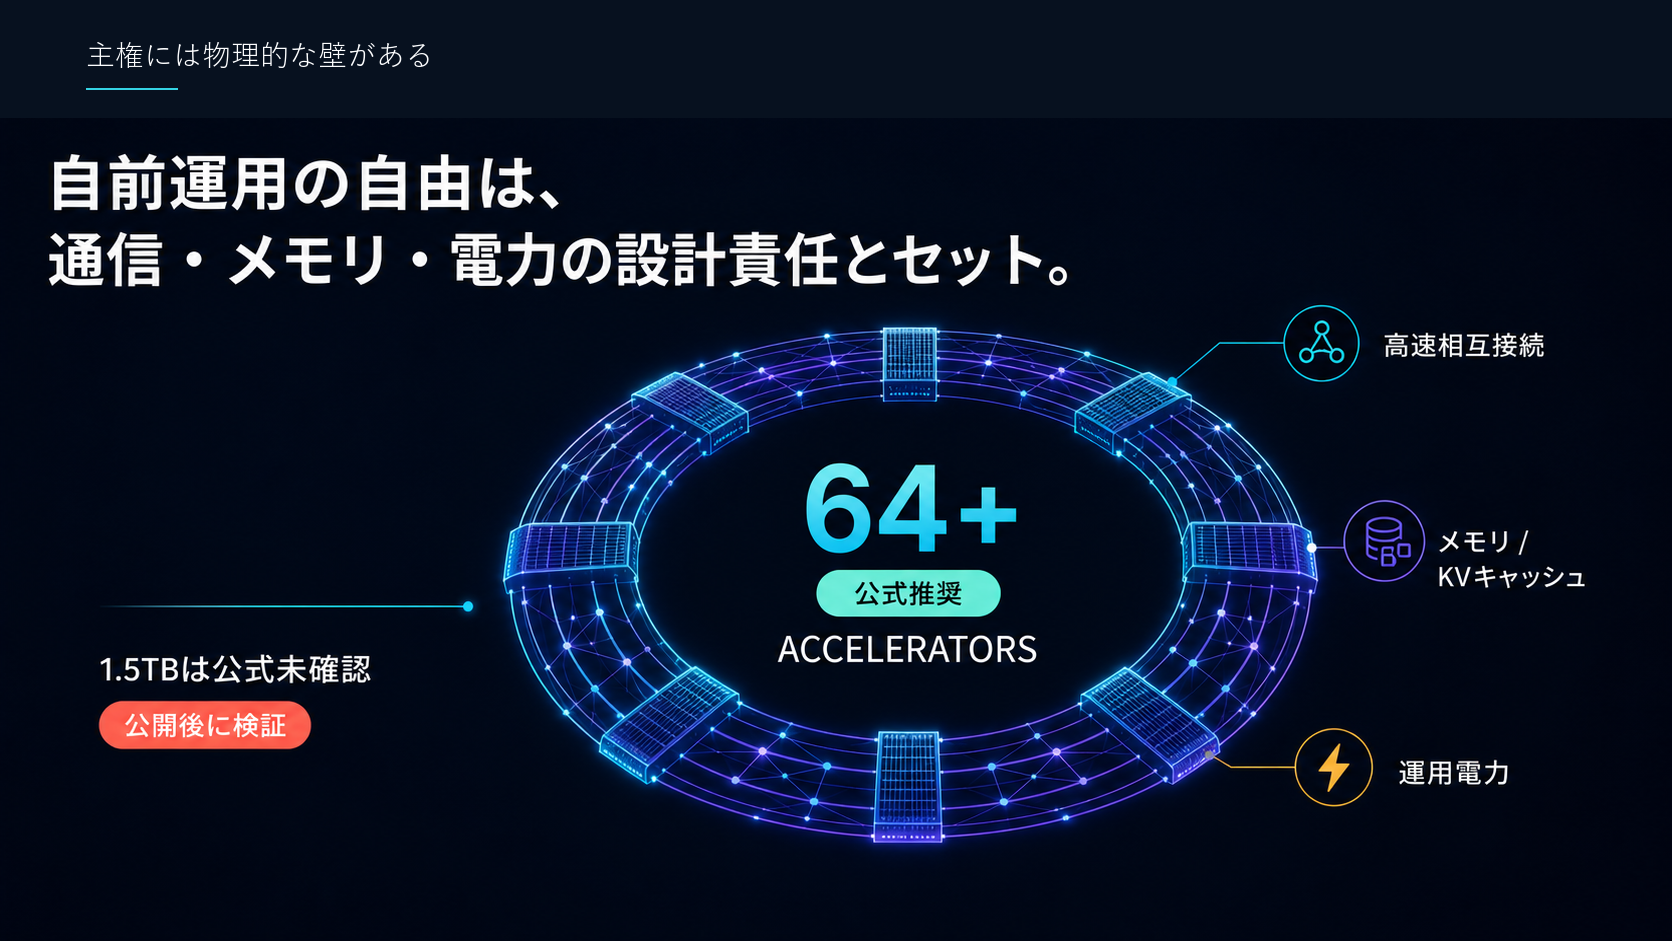 主権には物理的な壁がある
自前運用の自由は、
通信・メモリ・電力の設計責任とセット。
高速相互接続
64+
公式推奨
ACCELERATORS
メモリ /
KVキャッシュ
1.5TBは公式未確認
公開後に検証
運用電力